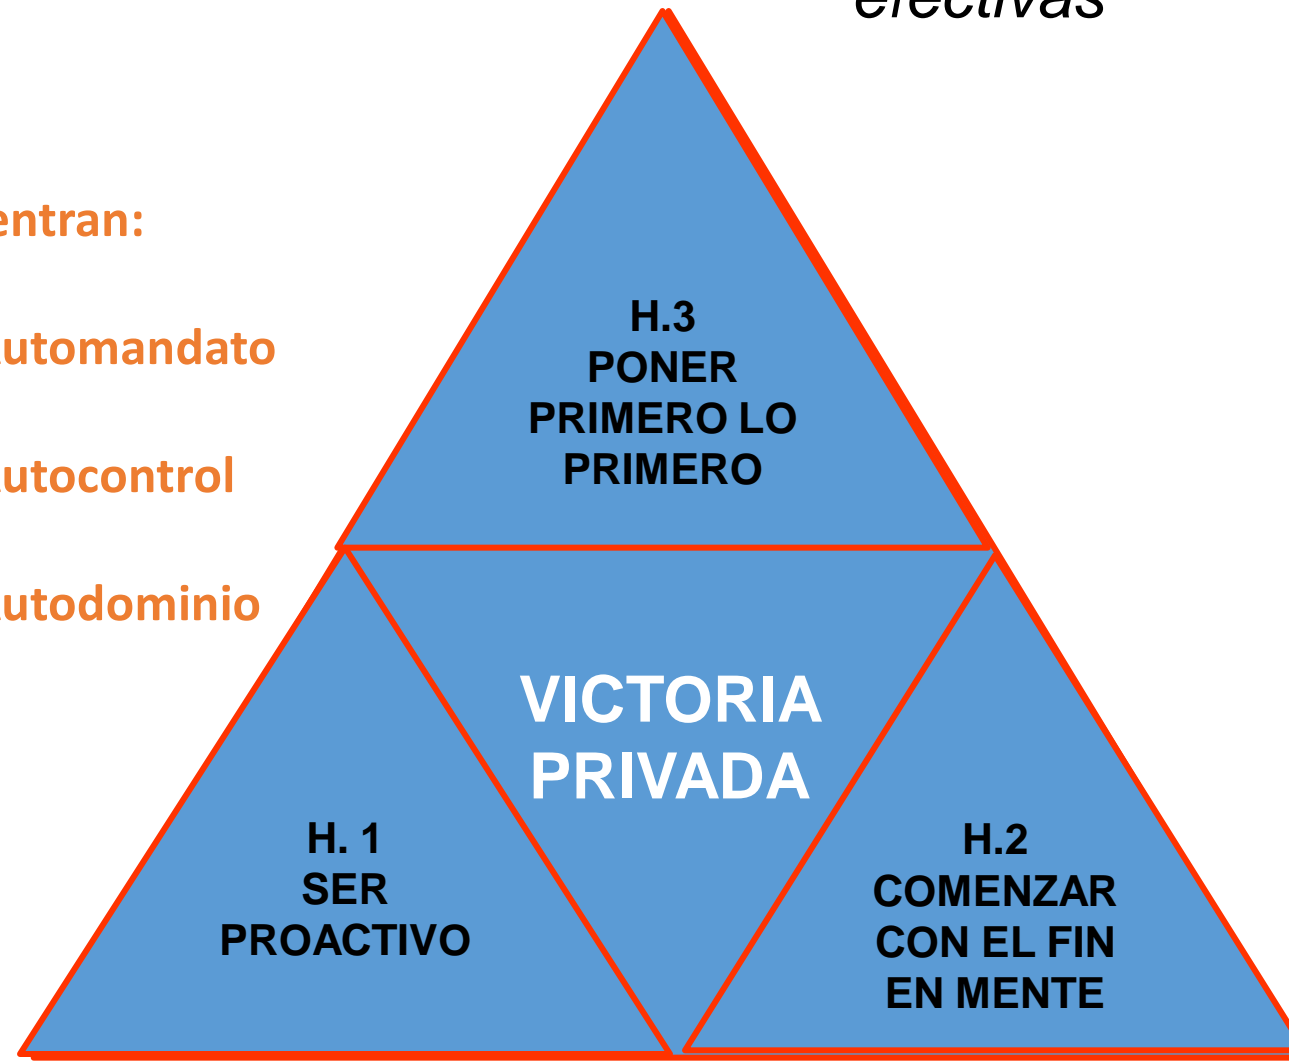 efectivas
entran:
utomandato
utocontrol
utodominio
H.3
PONER
PRIMERO LO
PRIMERO
VICTORIA
PRIVADA
H. 1
SER
PROACTIVO
H.2
COMENZAR
CON EL FIN
EN MENTE